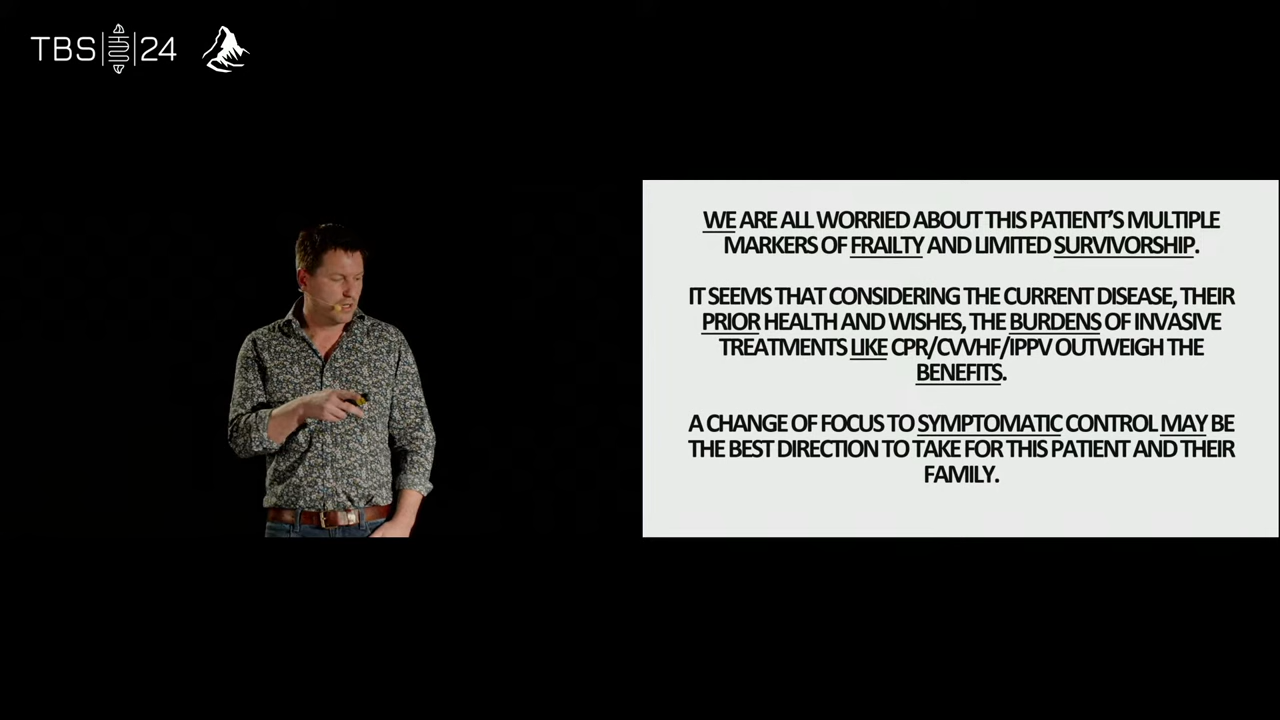 TBS 24
WE ARE ALL WORRIED ABOUT THIS PATIENT'S MULTIPLE
MARKERS OF FRAILTY AND LIMITED SURVIVORSHIP.
IT SEEMS THAT CONSIDERING THE CURRENT DISEASE, THEIR
PRIOR HEALTH AND WISHES, THE BURDENS OF INVASIVE
TREATMENTS LIKE CPR/CVVHF/IPPV OUTWEIGH THE
BENEFITS.
A CHANGE OF FOCUS TO SYMPTOMATIC CONTROL MAY BE
THE BEST DIRECTION TO TAKE FOR THIS PATIENT AND THEIR
FAMILY.